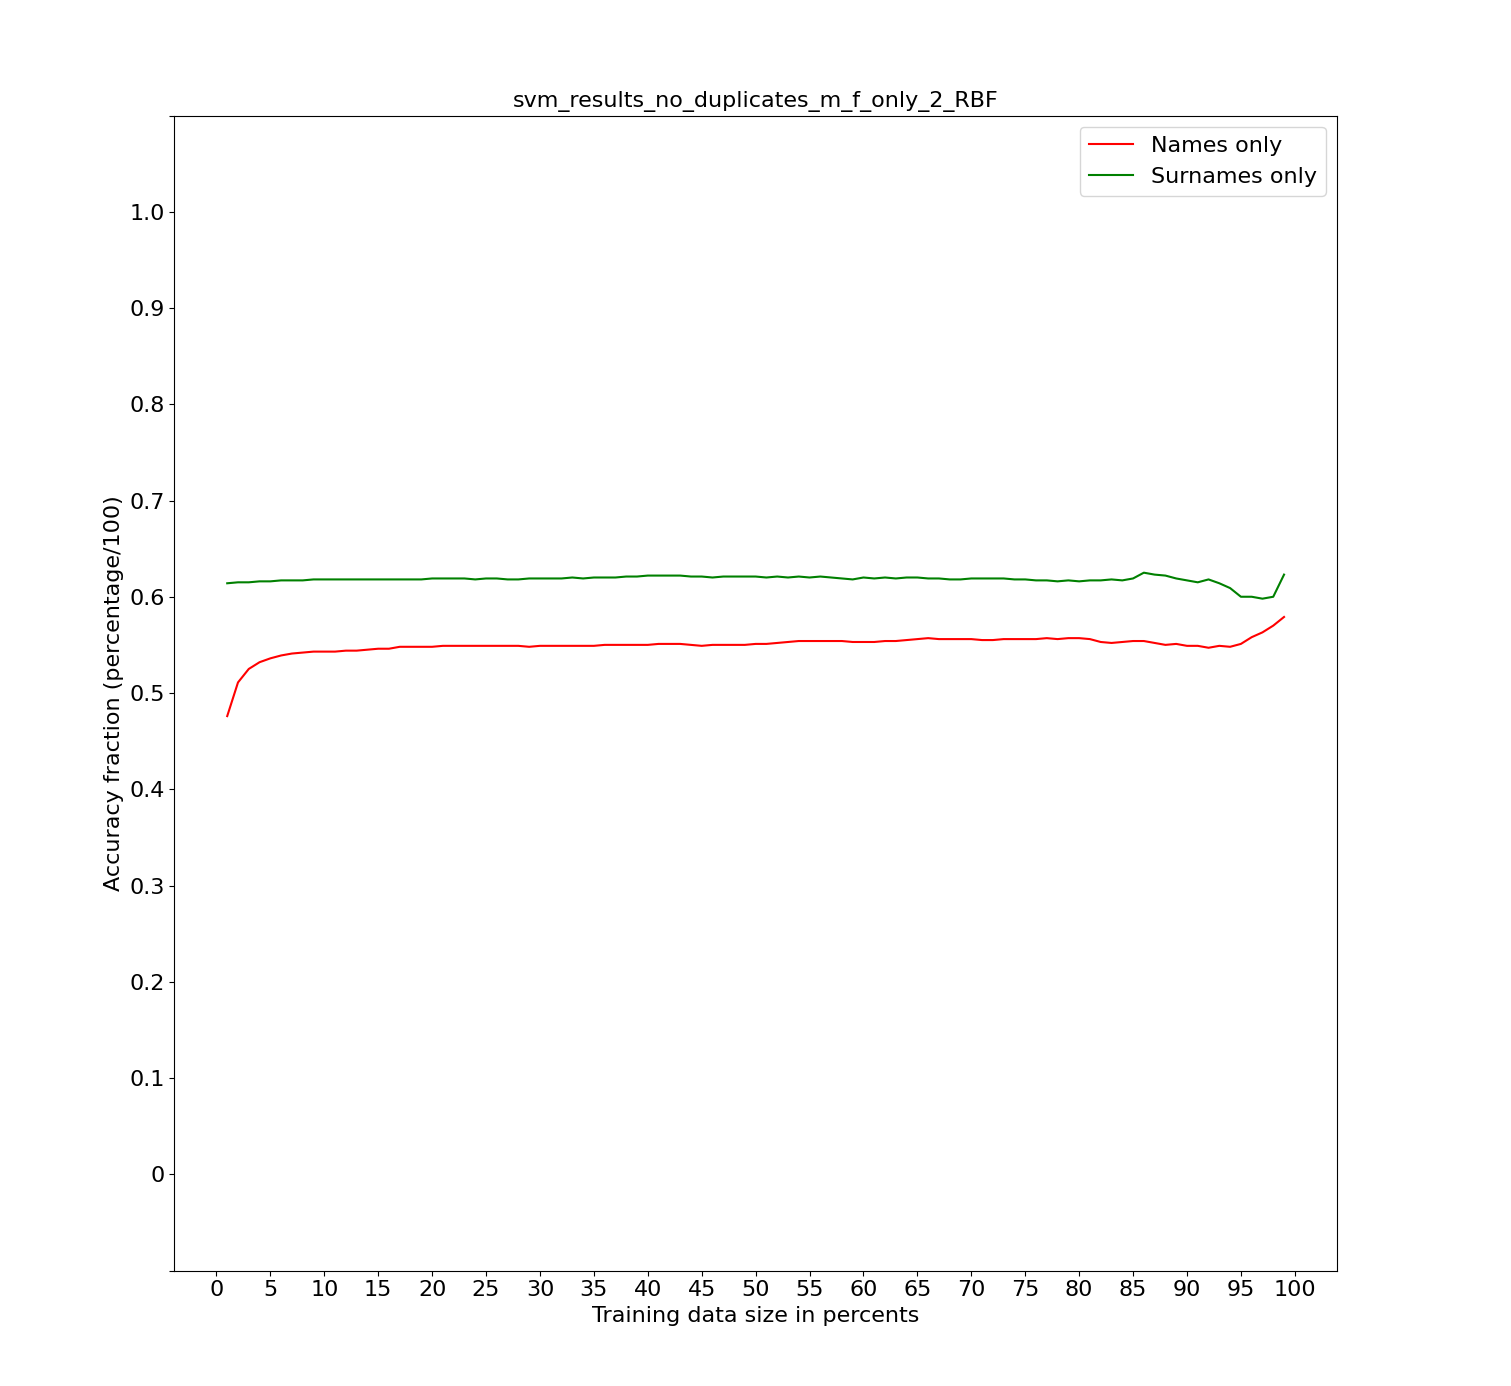 svm_results_no_duplicates_m_f_only_2_RBF
Names only
Surnames only
1.0
0.9
0.8
0.7
0.6
0.5
0.4
0.3
0.2
0.1
0
Accuracy fraction (percentage/100)
0 5 10 15 20 25 30 35 40 45 50 55 60 65 70 75 80 85 90 95 100
Training data size in percents